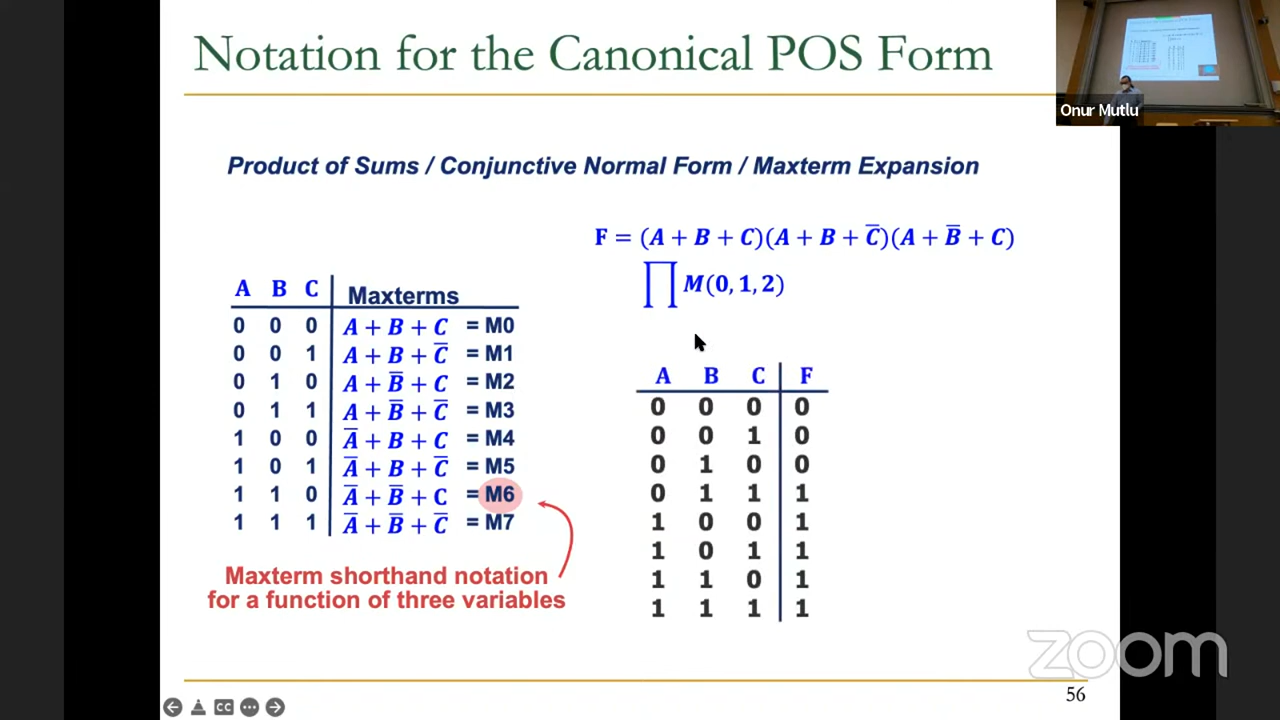 Notation for the Canonical POS Form
Onur Mutlu
Product of Sums / Conjunctive Normal Form / Maxterm Expansion
F = (A + B + C)(A + B + C̅)(A + B̅ + C)
∏ M(0, 1, 2)
A B C Maxterms
0 0 0 A + B + C = M0
0 0 1 A + B + C̅ = M1
0 1 0 A + B̅ + C = M2
0 1 1 A + B̅ + C̅ = M3
1 0 0 A̅ + B + C = M4
1 0 1 A̅ + B + C̅ = M5
1 1 0 A̅ + B̅ + C = M6
1 1 1 A̅ + B̅ + C̅ = M7
Maxterm shorthand notation
for a function of three variables
A B C F
0 0 0 0
0 0 1 0
0 1 0 0
0 1 1 1
1 0 0 1
1 0 1 1
1 1 0 1
1 1 1 1
zoom
56
CC